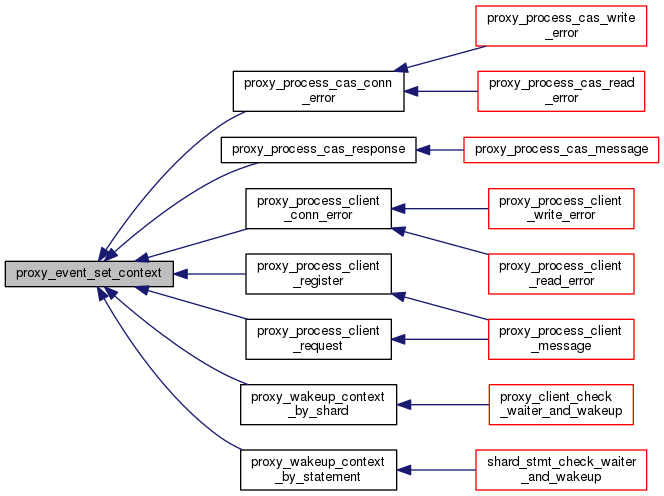 proxy_process_cas_write
_error
proxy_process_cas_conn
_error
proxy_process_cas_read
_error
proxy_process_cas_response
proxy_process_cas_message
proxy_process_client
_conn_error
proxy_process_client
_write_error
proxy_event_set_context
proxy_process_client
_register
proxy_process_client
_read_error
proxy_process_client
_request
proxy_process_client
_message
proxy_wakeup_context
_by_shard
proxy_client_check
_waiter_and_wakeup
proxy_wakeup_context
_by_statement
shard_stmt_check_waiter
_and_wakeup